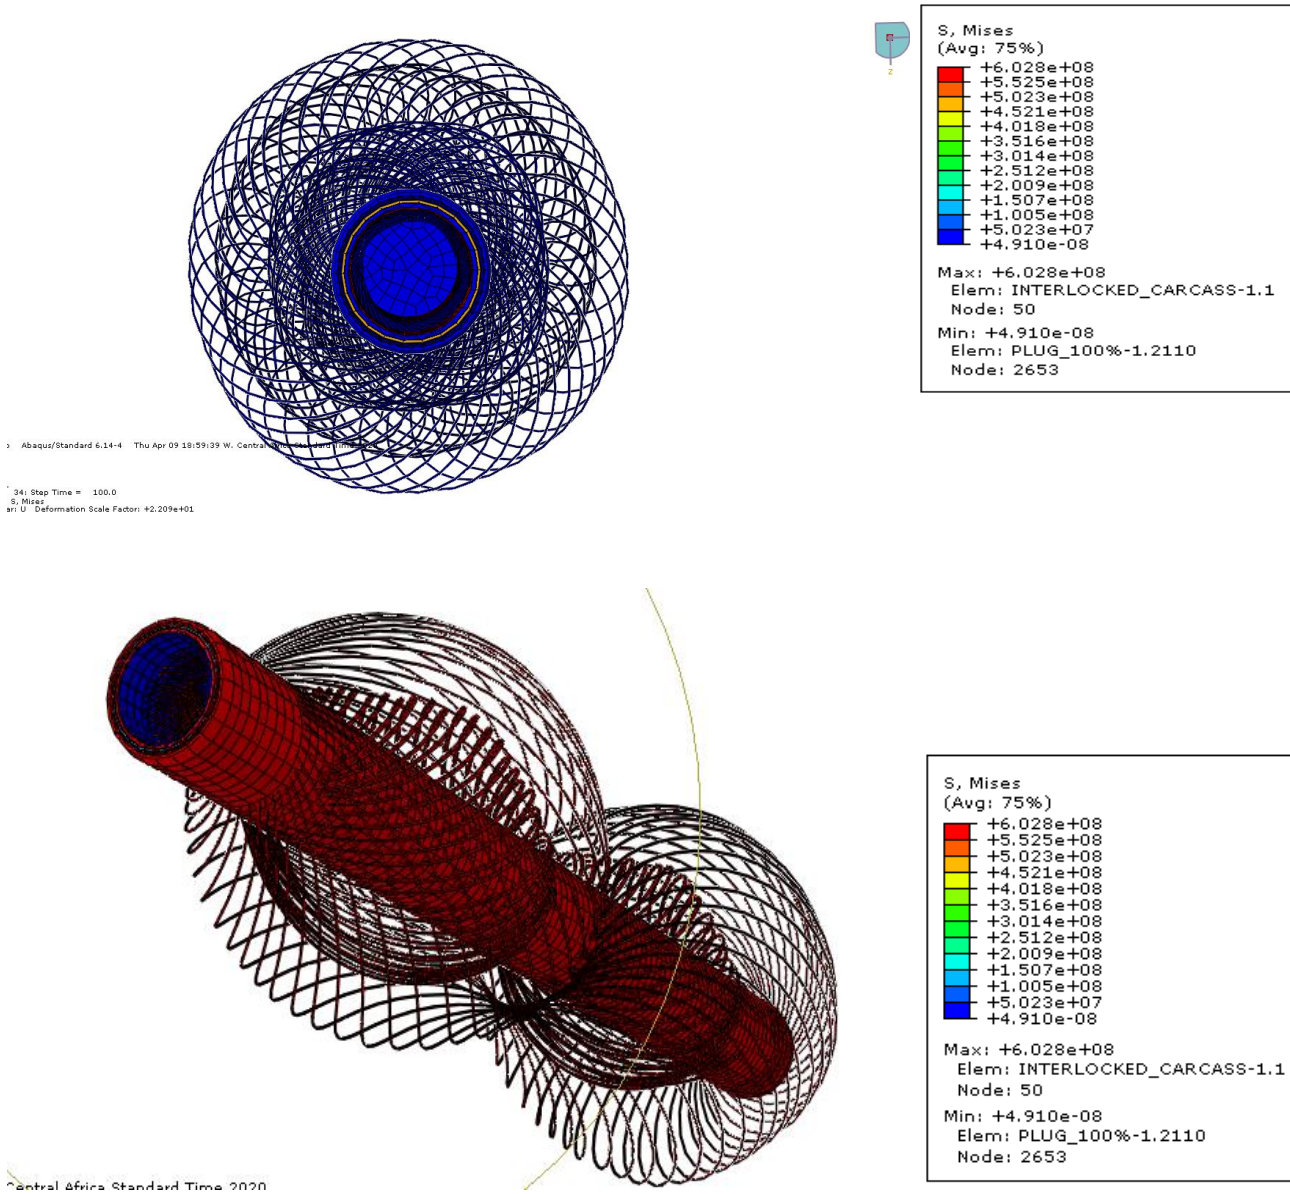 S, Mises
(Avg: 75%)
+6.028e+08
+5.525e+08
+5.023e+08
+4.521e+08
+4.018e+08
+3.516e+08
+3.014e+08
+2.512e+08
+2.009e+08
+1.507e+08
+1.005e+08
+5.023e+07
+4.910e-08
Max: +6.028e+08
Elem: INTERLOCKED_CARCASS-1.1
Node: 50
Min: +4.910e-08
Elem: PLUG_100%-1.2110
Node: 2653
z
Abaqus/Standard 6.14-4 Thu Apr 09 18:59:39 W. Central Standard
34: Step Time = 100.0
S, Mises
U Deformation Scale Factor: +2.209e+01
S, Mises
(Avg: 75%)
+6.028e+08
+5.525e+08
+5.023e+08
+4.521e+08
+4.018e+08
+3.516e+08
+3.014e+08
+2.512e+08
+2.009e+08
+1.507e+08
+1.005e+08
+5.023e+07
+4.910e-08
Max: +6.028e+08
Elem: INTERLOCKED_CARCASS-1.1
Node: 50
Min: +4.910e-08
Elem: PLUG_100%-1.2110
Node: 2653
Central Africa Standard Time 2020